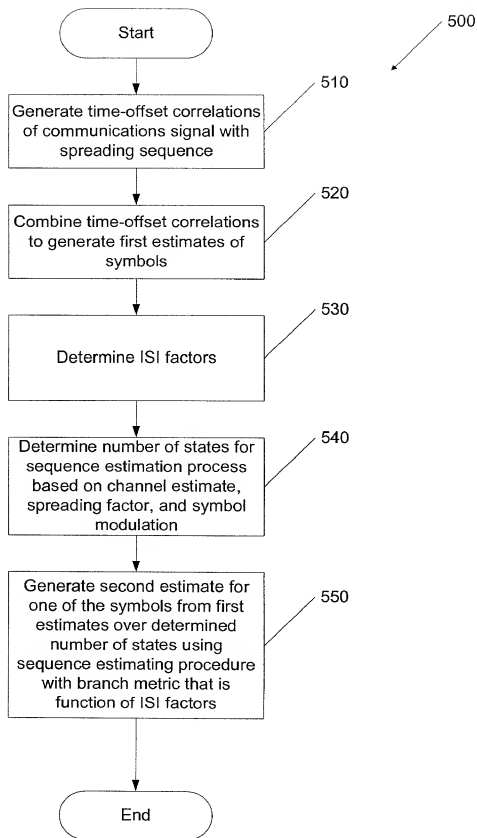 Start
500
510
Generate time-offset correlations
of communications signal with
spreading sequence
520
Combine time-offset correlations
to generate first estimates of
symbols
530
Determine ISI factors
540
Determine number of states for
sequence estimation process
based on channel estimate,
spreading factor, and symbol
modulation
550
Generate second estimate for
one of the symbols from first
estimates over determined
number of states using
sequence estimating procedure
with branch metric that is
function of ISI factors
End